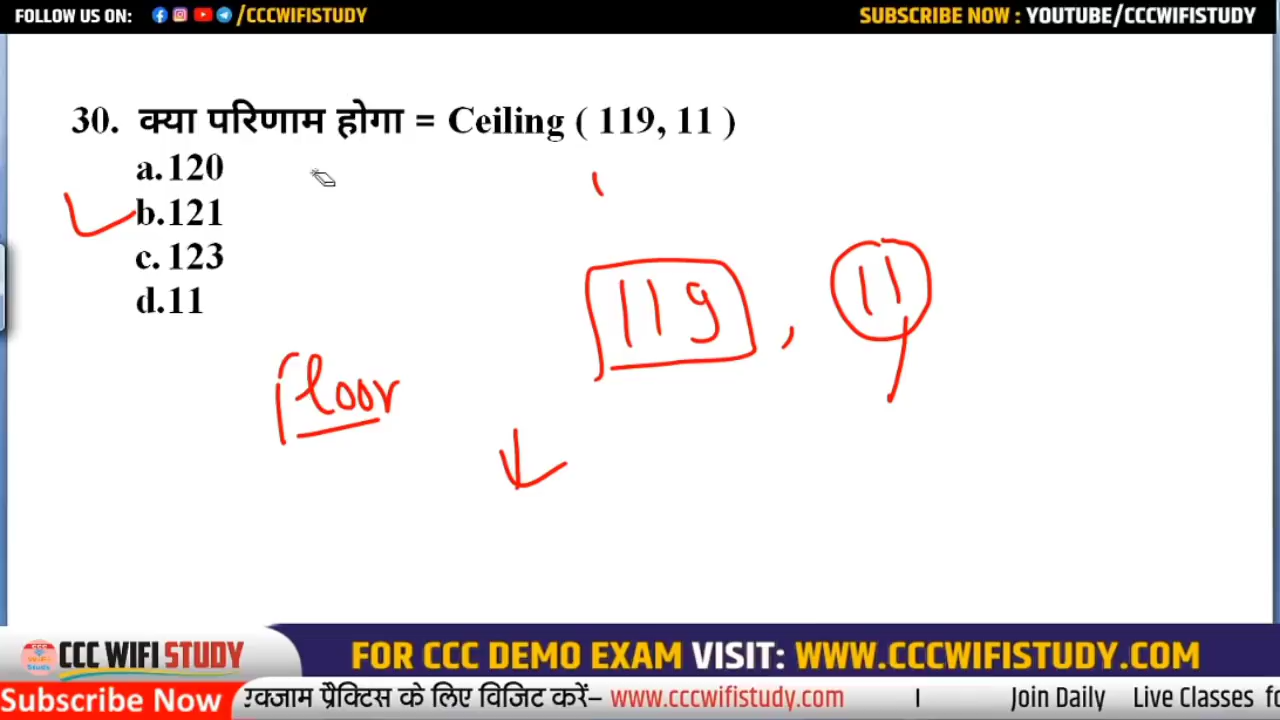 FOLLOW US ON: /CCCWIFISTUDY
SUBSCRIBE NOW : YOUTUBE/CCCWIFISTUDY
30. क्या परिणाम होगा = Ceiling ( 119, 11 )
a.120
b.121
c. 123
d.11
119 , 11
floor
CCC WIFI STUDY
FOR CCC DEMO EXAM VISIT: WWW.CCCWIFISTUDY.COM
Subscribe Now
एक्जाम प्रैक्टिस के लिए विजिट करें– www.cccwifistudy.com I Join Daily Live Classes